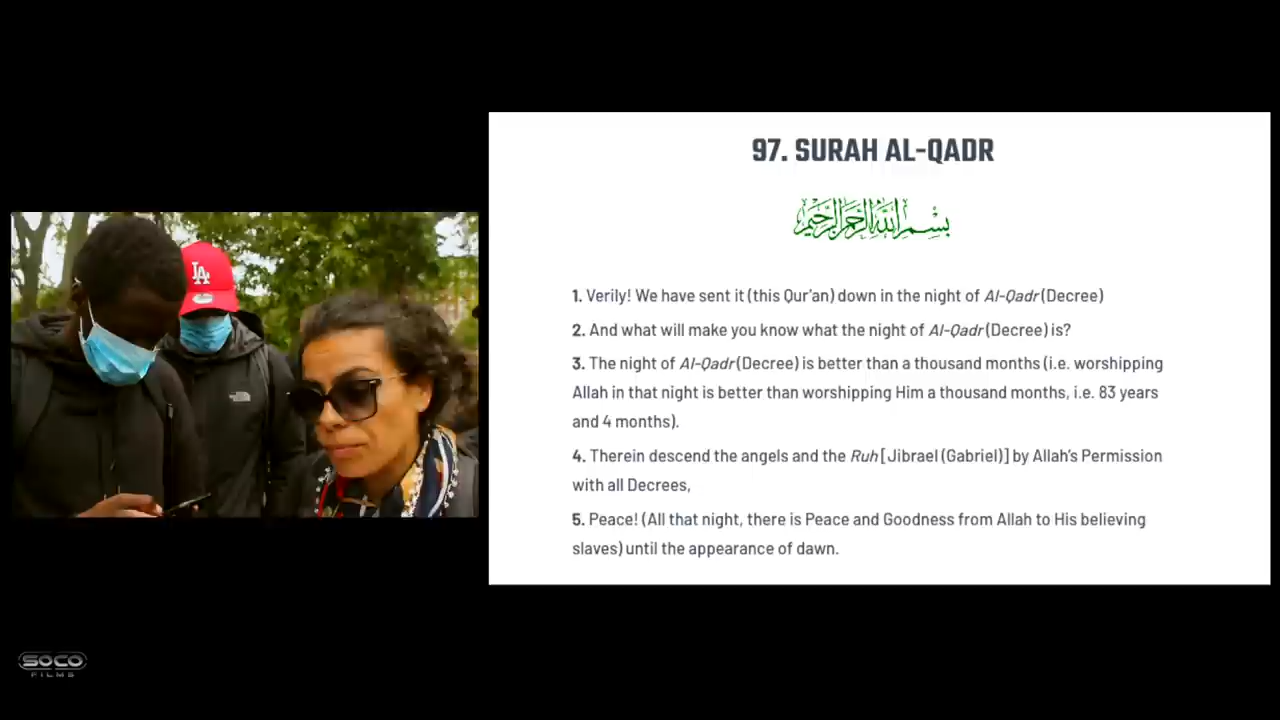 97. SURAH AL-QADR
بسم الله الرحمن الرحيم
1. Verily! We have sent it (this Qur'an) down in the night of Al-Qadr (Decree)
2. And what will make you know what the night of Al-Qadr (Decree) is?
3. The night of Al-Qadr (Decree) is better than a thousand months (i.e. worshipping
Allah in that night is better than worshipping Him a thousand months, i.e. 83 years
and 4 months).
4. Therein descend the angels and the Ruh [Jibrael (Gabriel)] by Allah's Permission
with all Decrees,
5. Peace! (All that night, there is Peace and Goodness from Allah to His believing
slaves) until the appearance of dawn.
LA
SOCO
FILMS